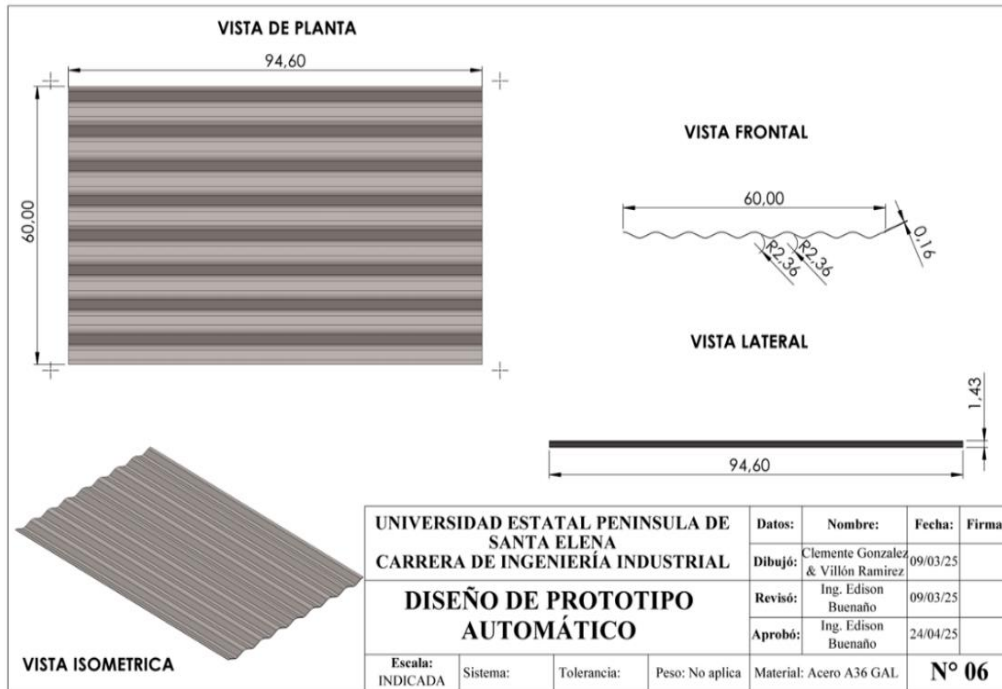 VISTA DE PLANTA
94,60
60,00
VISTA FRONTAL
60,00
0,16
R2,36
R2,36
VISTA LATERAL
1,43
94,60
VISTA ISOMETRICA
UNIVERSIDAD ESTATAL PENINSULA DE
SANTA ELENA
CARRERA DE INGENIERÍA INDUSTRIAL
DISEÑO DE PROTOTIPO
AUTOMÁTICO
Datos: Nombre: Fecha: Firma
Dibujó: Clemente Gonzalez
& Villón Ramirez 09/03/25
Revisó: Ing. Edison
Buenaño 09/03/25
Aprobó: Ing. Edison
Buenaño 24/04/25
Escala:
INDICADA
Sistema:
Tolerancia:
Peso: No aplica
Material: Acero A36 GAL
N° 06